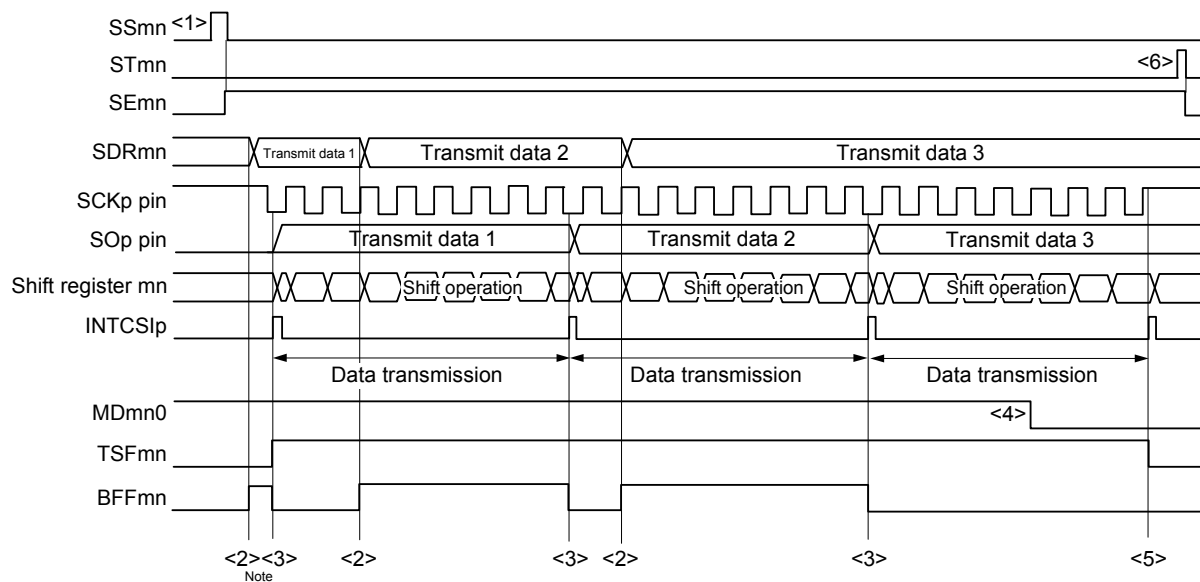 SSmn <1>
STmn <6>
SEmn
SDRmn Transmit data 1 Transmit data 2 Transmit data 3
SCKp pin
SOp pin Transmit data 1 Transmit data 2 Transmit data 3
Shift register mn Shift operation Shift operation Shift operation
INTCSIp
Data transmission Data transmission Data transmission
MDmn0 <4>
TSFmn
BFFmn
<2> <3> <2> <3> <2> <3> <5>
Note